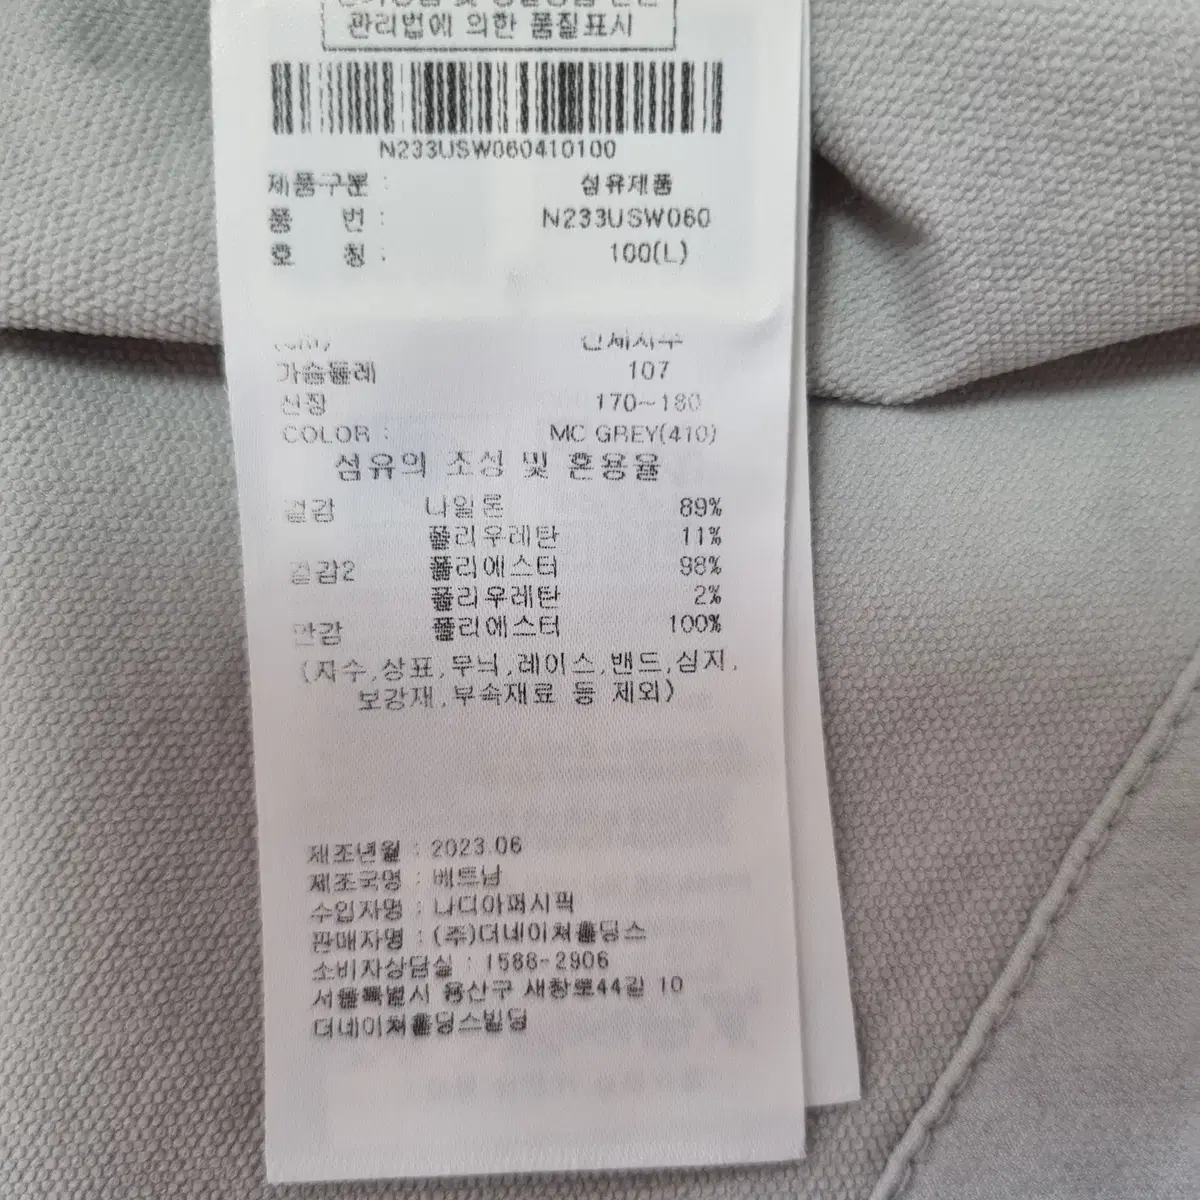 관리법에 의한 품질표시
N233USW060410100
제품구분 : 섬유제품
품 번 : N233USW060
호 칭 : 100(L)
(cm) 신체치수
가슴둘레 107
신장 170~180
COLOR : MC GREY(410)
섬유의 조성 및 혼용율
겉감 나일론 89%
폴리우레탄 11%
겉감2 폴리에스터 98%
폴리우레탄 2%
안감 폴리에스터 100%
(자수,상표,무늬,레이스,밴드,심지,
보강재,부속재료 등 제외)
제조년월 : 2023.06
제조국명 : 베트남
수입자명 : 나디아퍼시픽
판매자명 : (주)더네이쳐홀딩스
소비자상담실 : 1588-2906
서울특별시 용산구 새창로44길 10
더네이쳐홀딩스빌딩